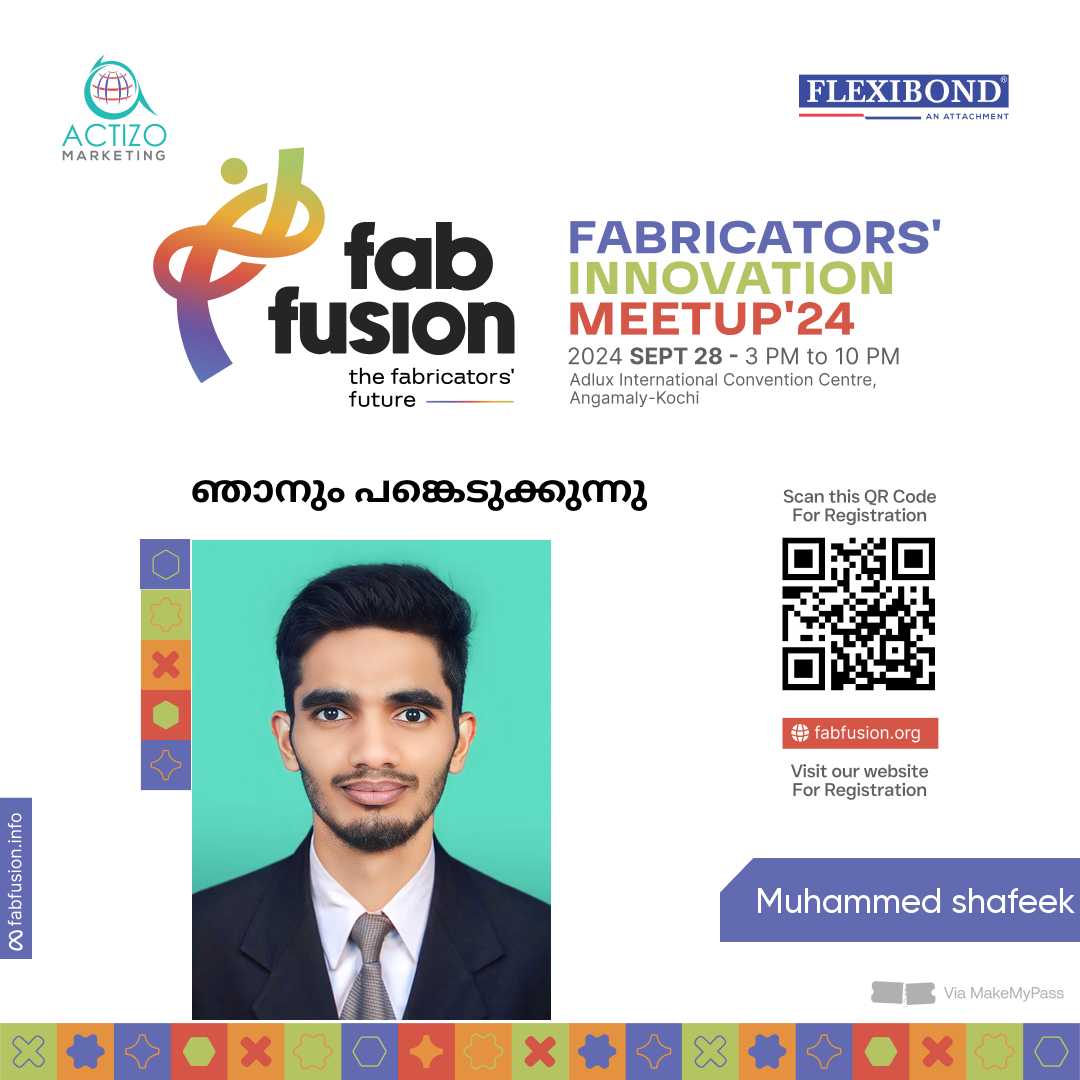 ACTIZO
MARKETING
FLEXIBOND®
AN ATTACHMENT
fab
fusion
the fabricators'
future
FABRICATORS'
INNOVATION
MEETUP'24
2024 SEPT 28 - 3 PM to 10 PM
Adlux International Convention Centre,
Angamaly-Kochi
ഞാനും പങ്കെടുക്കുന്നു
Scan this QR Code
For Registration
fabfusion.org
Visit our website
For Registration
fabfusion.info
Muhammed shafeek
Via MakeMyPass